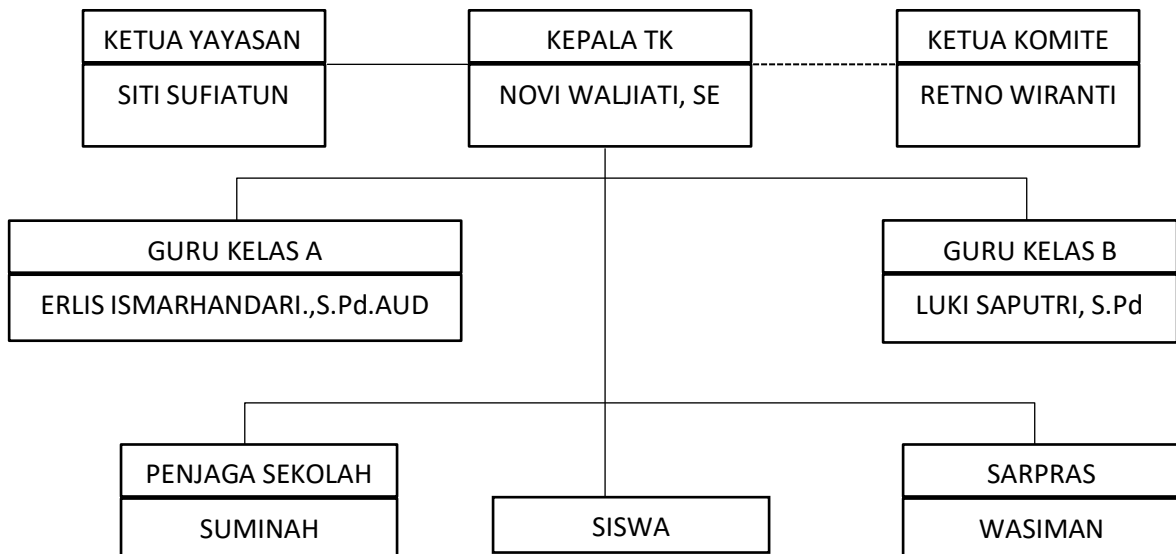 KETUA YAYASAN
SITI SUFIATUN
KEPALA TK
NOVI WALJIATI, SE
KETUA KOMITE
RETNO WIRANTI
GURU KELAS A
ERLIS ISMARHANDARI.,S.Pd.AUD
GURU KELAS B
LUKI SAPUTRI, S.Pd
PENJAGA SEKOLAH
SUMINAH
SISWA
SARPRAS
WASIMAN